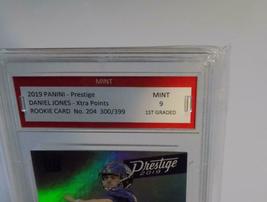 MINT
2019 PANINI - Prestige
DANIEL JONES - Xtra Points
ROOKIE CARD No. 204 300/399
MINT
9
1ST GRADED
Prestige
2019